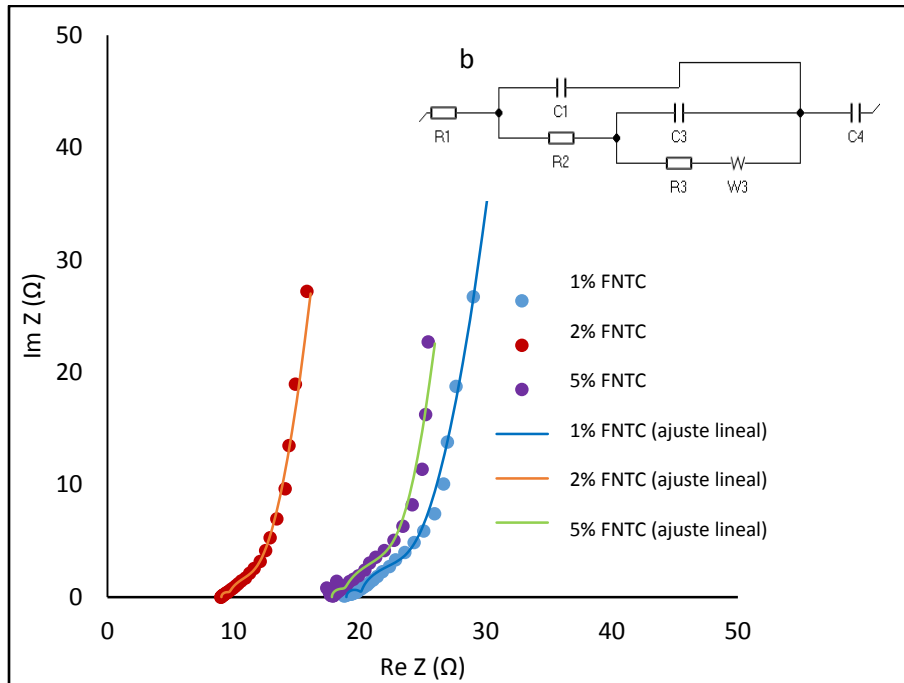 50
40
30
20
10
0
Im Z (Ω)
b
C1
R1
R2
C3
C4
R3
W3
1% FNTC
2% FNTC
5% FNTC
1% FNTC (ajuste lineal)
2% FNTC (ajuste lineal)
5% FNTC (ajuste lineal)
0 10 20 30 40 50
Re Z (Ω)